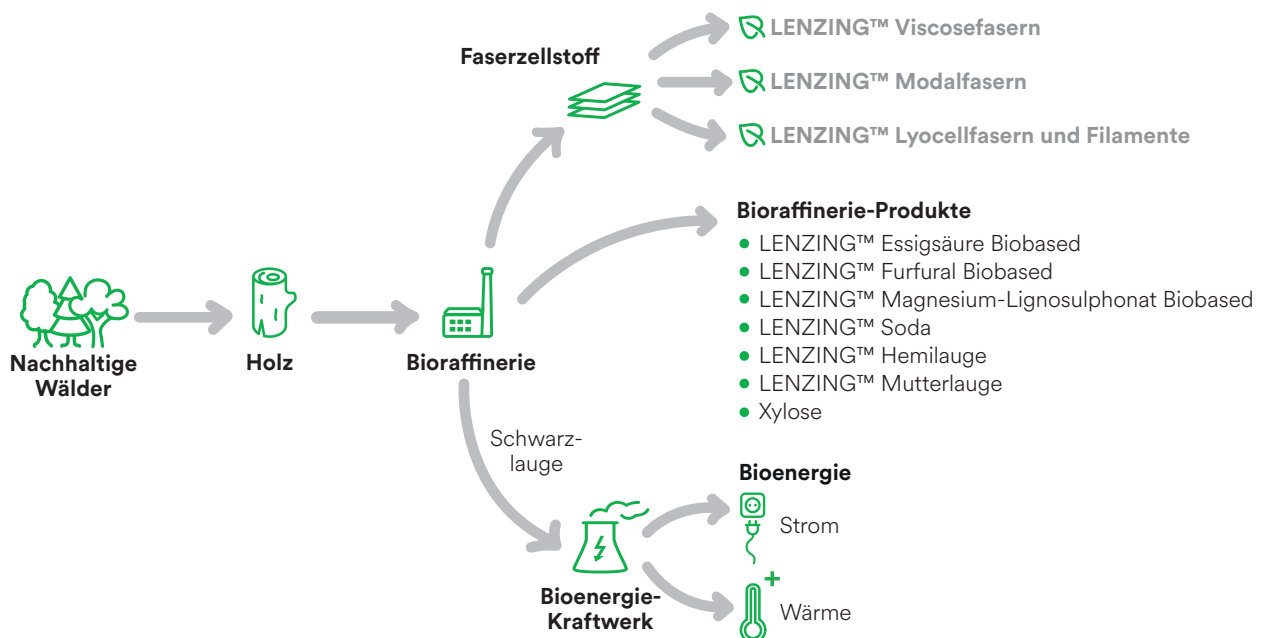 Faserzellstoff
LENZING™ Viscosefasern
LENZING™ Modalfasern
LENZING™ Lyocellfasern und Filamente
Bioraffinerie-Produkte
LENZING™ Essigsäure Biobased
LENZING™ Furfural Biobased
LENZING™ Magnesium-Lignosulphonat Biobased
LENZING™ Soda
LENZING™ Hemilauge
LENZING™ Mutterlauge
Xylose
Nachhaltige
Wälder
Holz
Bioraffinerie
Schwarz-
lauge
Bioenergie-
Kraftwerk
Bioenergie
Strom
Wärme